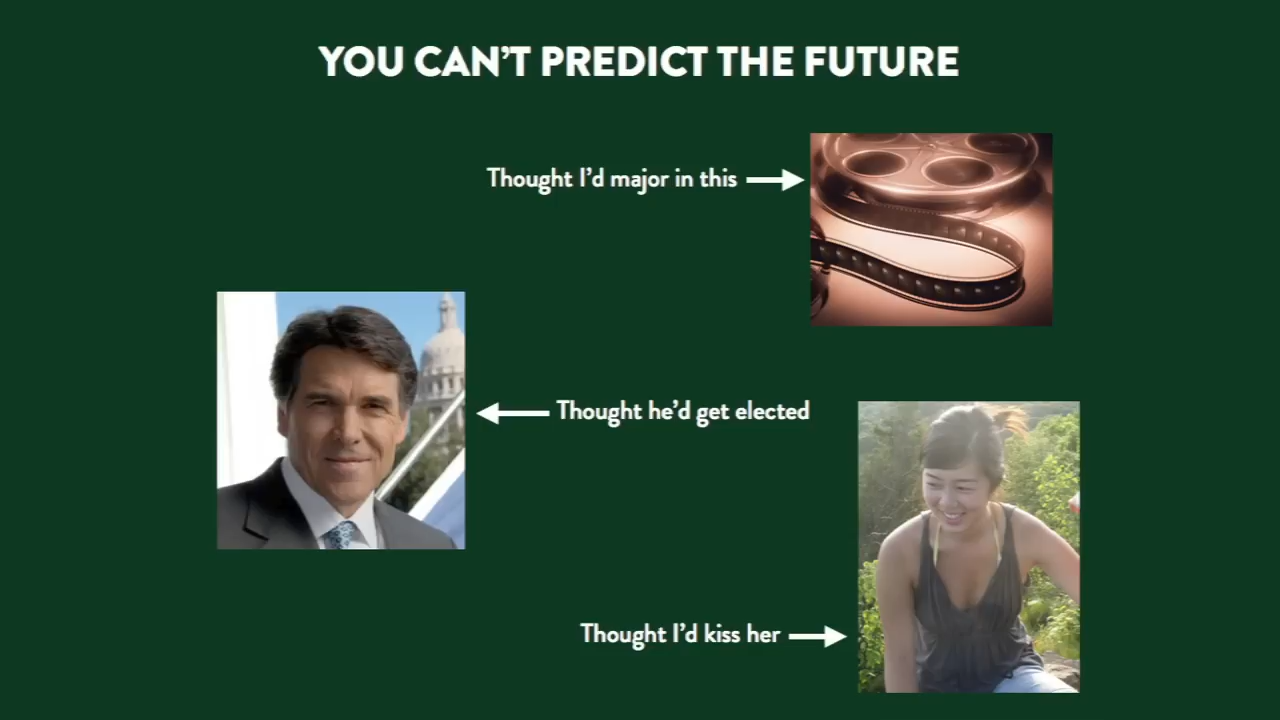 YOU CAN'T PREDICT THE FUTURE
Thought I'd major in this
Thought he'd get elected
Thought I'd kiss her